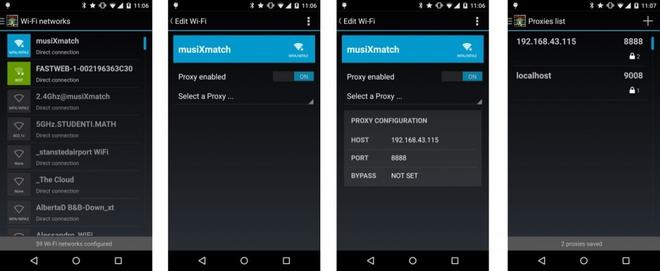 11:06
Wi-Fi networks
musiXmatch
Direct connection
WPA/WPA2
FASTWEB-1-002196363C30
Direct connection
WEP
2.4Ghz@musiXmatch
Direct connection
WPA/WPA2
5GHz.STUDENTI.MATH
Direct connection
802.1x
_stanstedairport WiFi
Direct connection
None
_The Cloud
Direct connection
None
AlbertaD B&B-Down_xt
Direct connection
WPA/WPA2
Alessandro_WiFi
59 Wi-Fi networks configured
11:06
Edit Wi-Fi
musiXmatch
WPA/WPA2
Proxy enabled
ON
Select a Proxy ...
11:06
Edit Wi-Fi
musiXmatch
WPA/WPA2
Proxy enabled
ON
Select a Proxy ...
PROXY CONFIGURATION
HOST 192.168.43.115
PORT 8888
BYPASS NOT SET
11:07
Proxies list
192.168.43.115 8888
2
localhost 9008
1
2 proxies saved